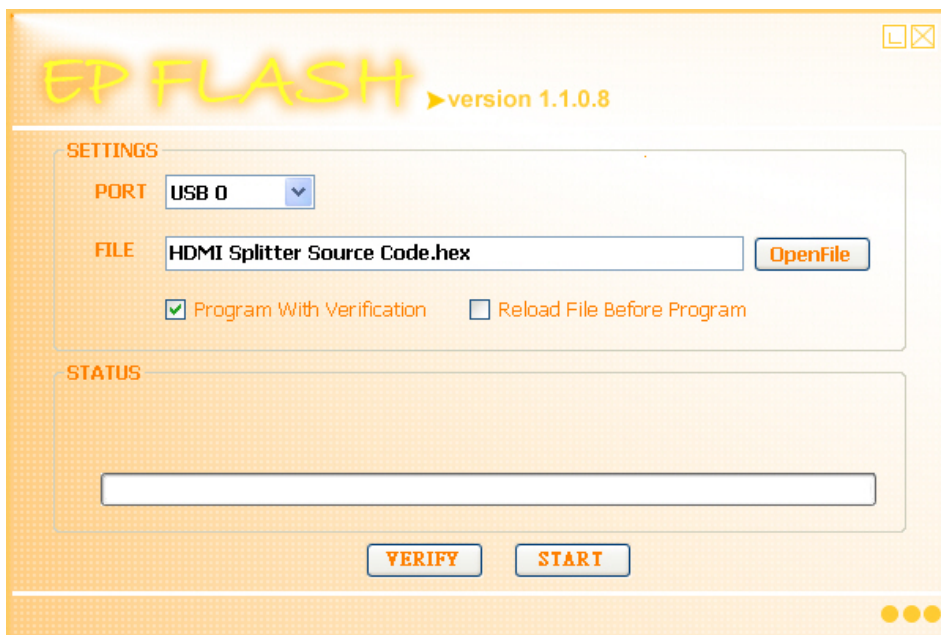 EP FLASH
version 1.1.0.8
SETTINGS
PORT USB 0
FILE HDMI Splitter Source Code.hex OpenFile
Program With Verification Reload File Before Program
STATUS
VERIFY START